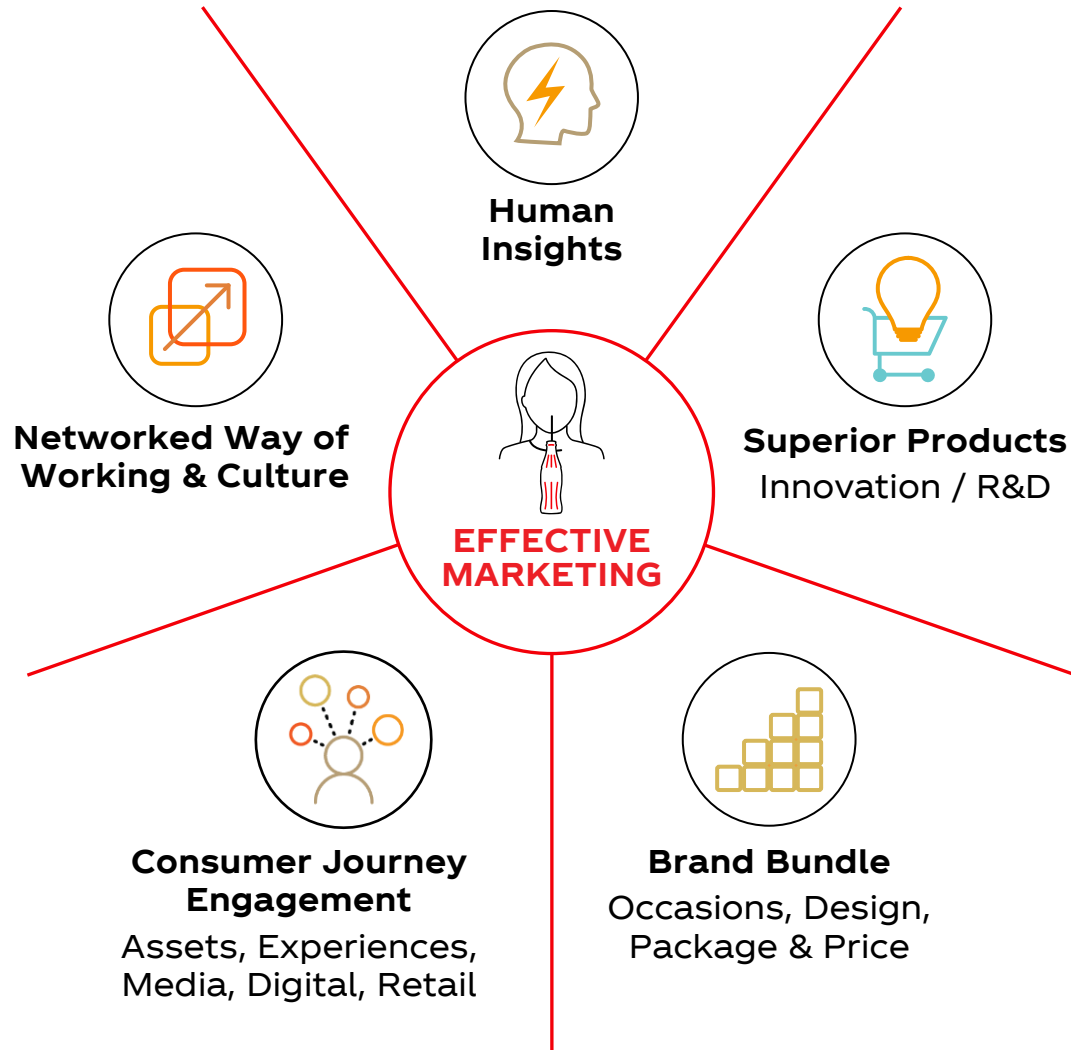 Human
Insights
Networked Way of
Working & Culture
Superior Products
Innovation / R&D
EFFECTIVE
MARKETING
Consumer Journey
Engagement
Assets, Experiences,
Media, Digital, Retail
Brand Bundle
Occasions, Design,
Package & Price